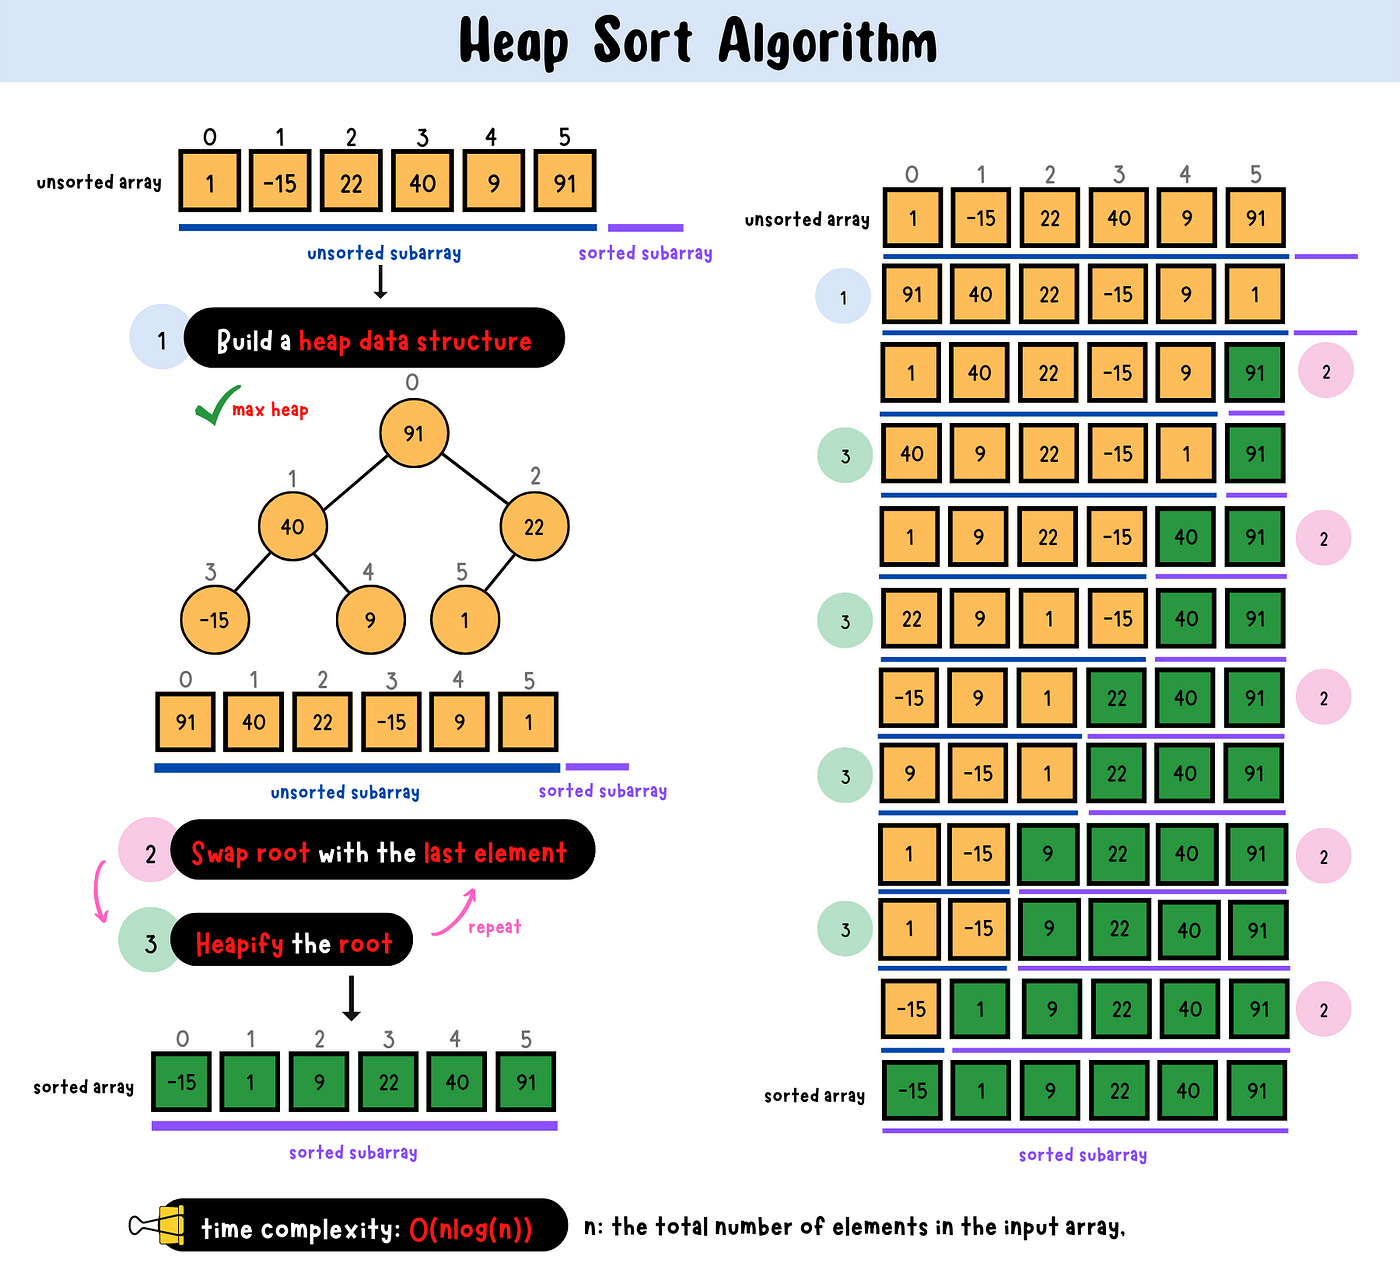 Heap Sort Algorithm
0 1 2 3 4 5
unsorted array 1 -15 22 40 9 91
unsorted subarray sorted subarray
1 Build a heap data structure
max heap
0
91
1 2
40 22
3 4 5
-15 9 1
0 1 2 3 4 5
91 40 22 -15 9 1
unsorted subarray sorted subarray
2 Swap root with the last element
3 Heapify the root
repeat
0 1 2 3 4 5
sorted array -15 1 9 22 40 91
sorted subarray
0 1 2 3 4 5
unsorted array 1 -15 22 40 9 91
1 91 40 22 -15 9 1
1 40 22 -15 9 91 2
3 40 9 22 -15 1 91
1 9 22 -15 40 91 2
3 22 9 1 -15 40 91
-15 9 1 22 40 91 2
3 9 -15 1 22 40 91
1 -15 9 22 40 91 2
3 1 -15 9 22 40 91
-15 1 9 22 40 91 2
sorted array -15 1 9 22 40 91
sorted subarray
time complexity: O(nlog(n)) n: the total number of elements in the input array,